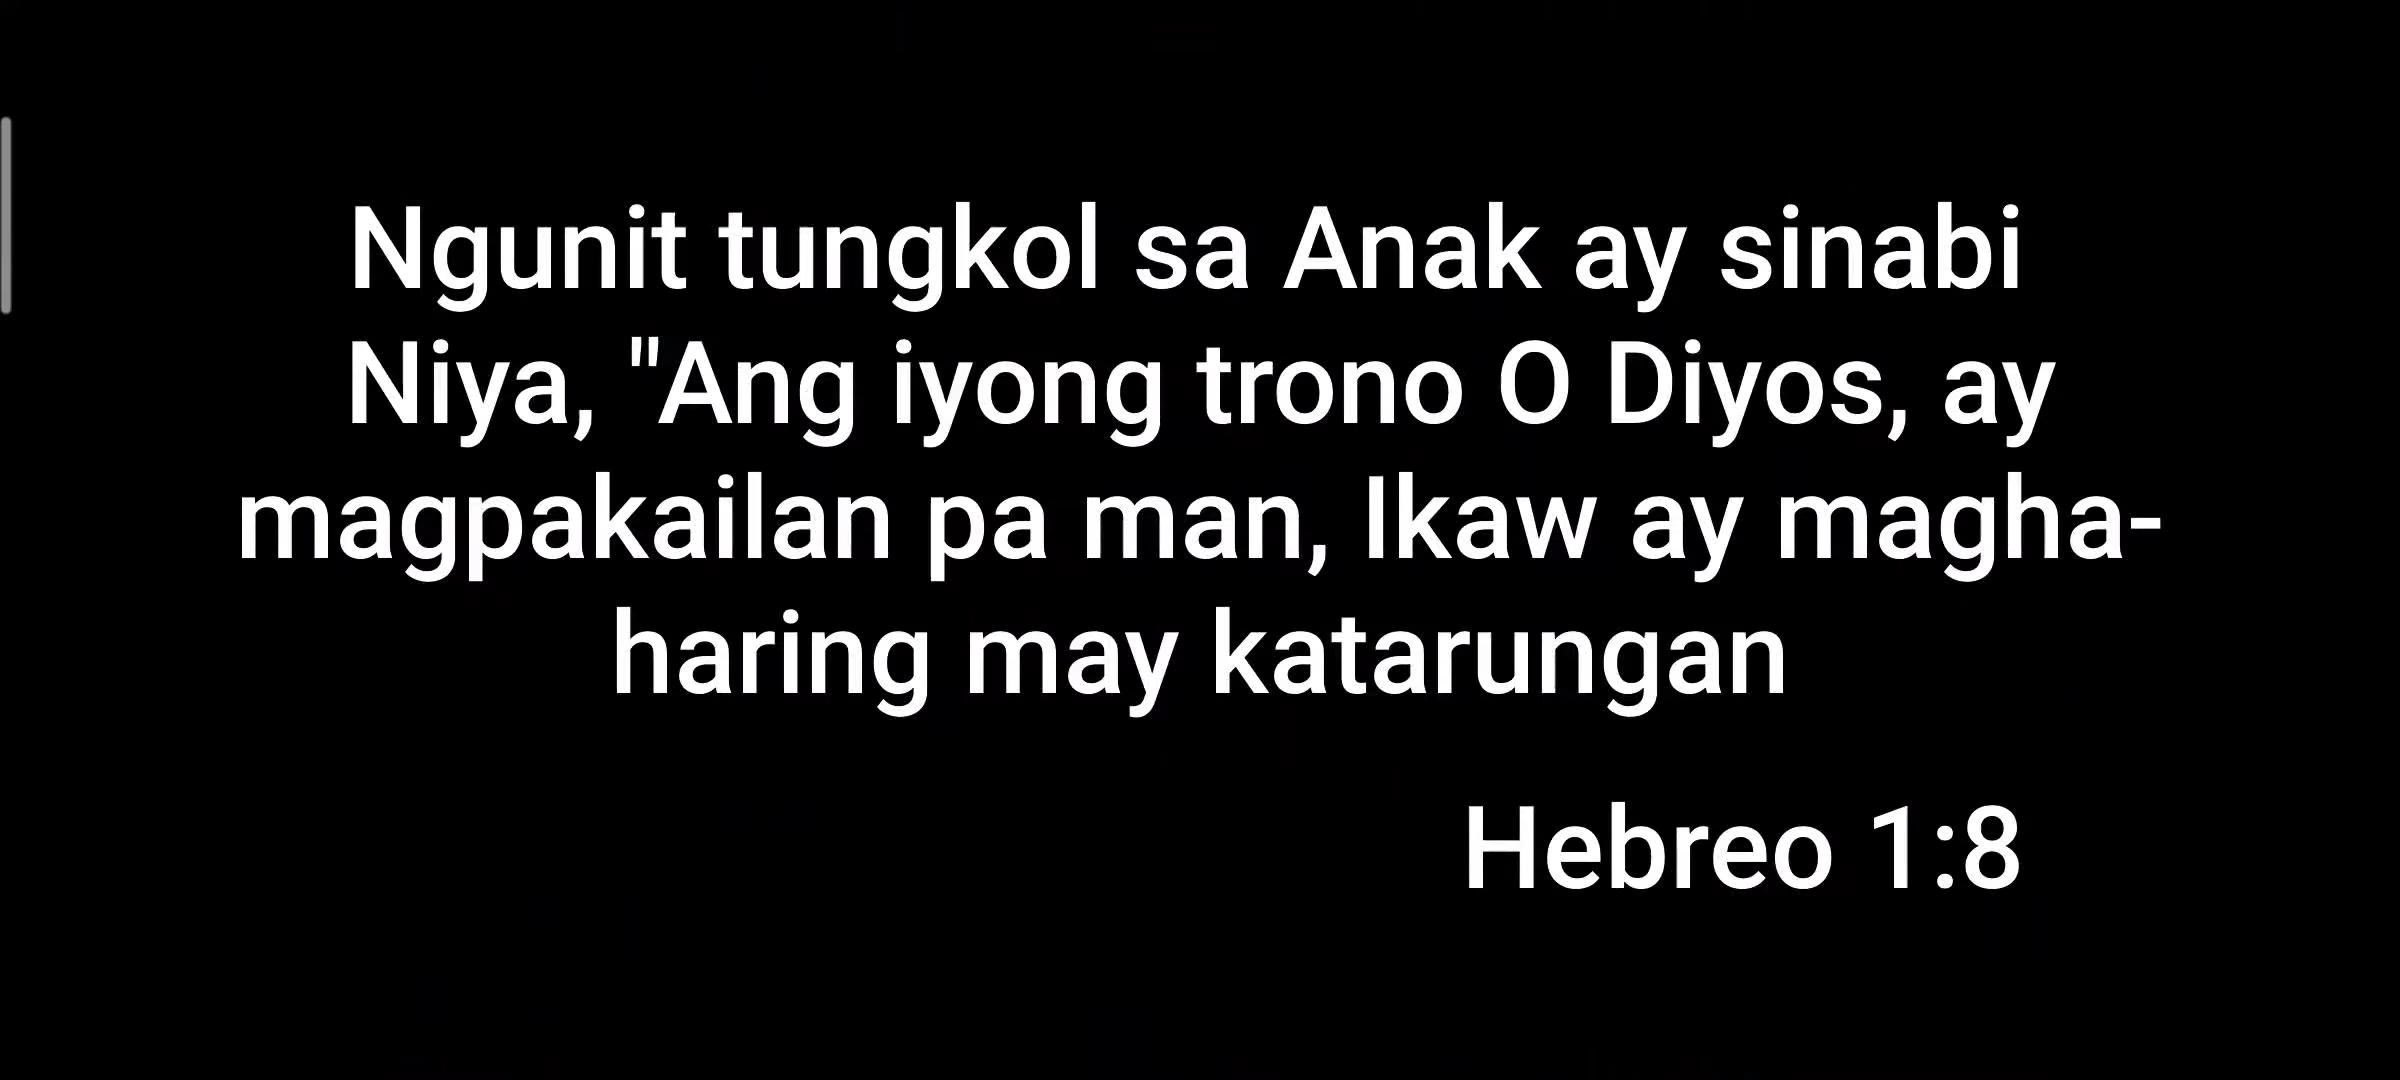 Ngunit tungkol sa Anak ay sinabi
Niya, "Ang iyong trono O Diyos, ay
magpakailan pa man, Ikaw ay magha-
haring may katarungan
Hebreo 1:8